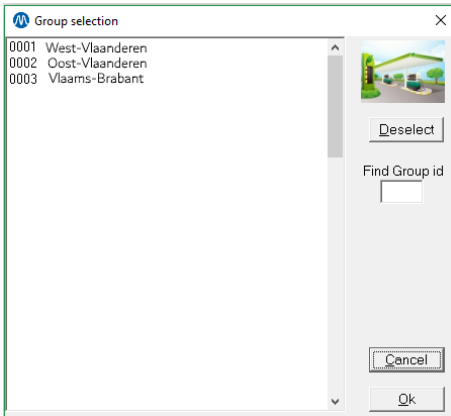 Group selection
0001 West-Vlaanderen
0002 Oost-Vlaanderen
0003 Vlaams-Brabant
Deselect
Find Group id
Cancel
Ok